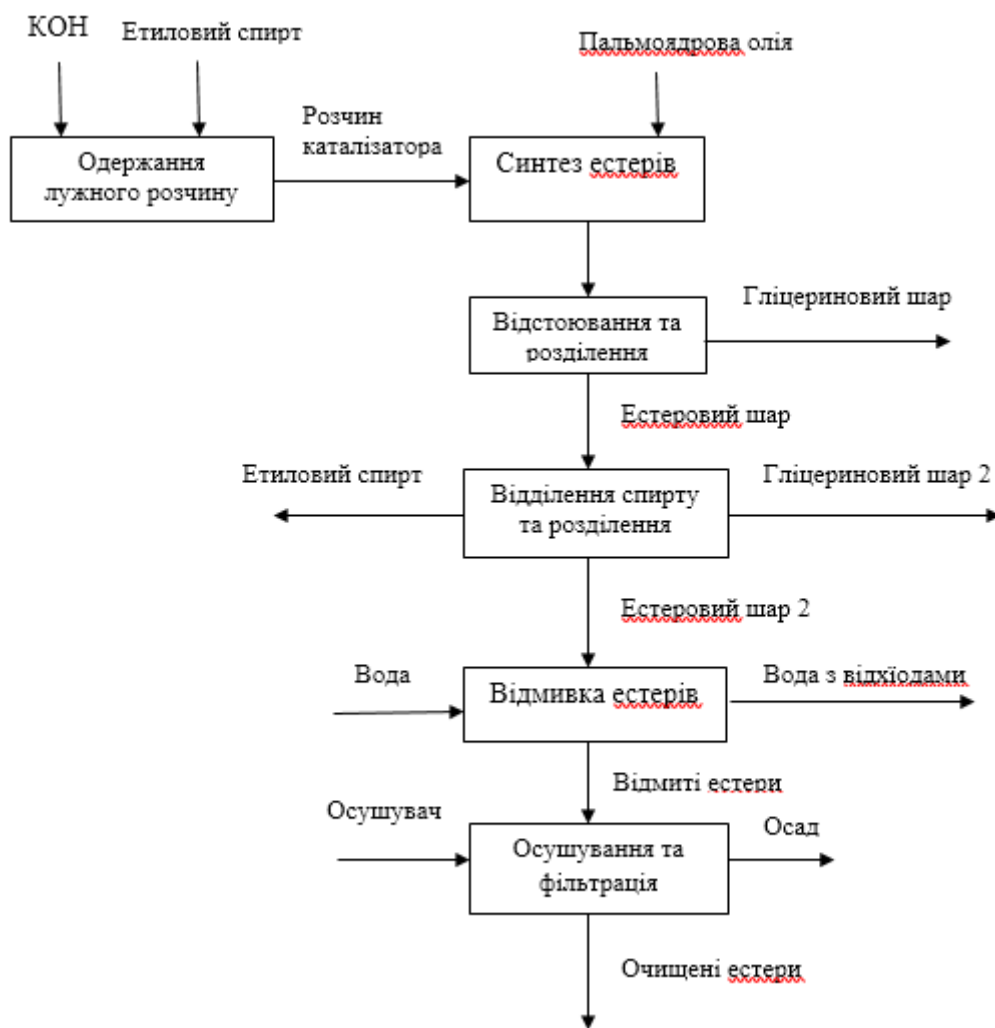 КОН
Етиловий спирт
Пальмоядрова олія
Розчин
каталізатора
Одержання
лужного розчину
Синтез естерів
Гліцериновий шар
Відстоювання та
розділення
Естеровий шар
Етиловий спирт
Гліцериновий шар 2
Відділення спирту
та розділення
Естеровий шар 2
Вода
Вода з відхїодами
Відмивка естерів
Відмиті естери
Осушувач
Осад
Осушування та
фільтрація
Очищені естери